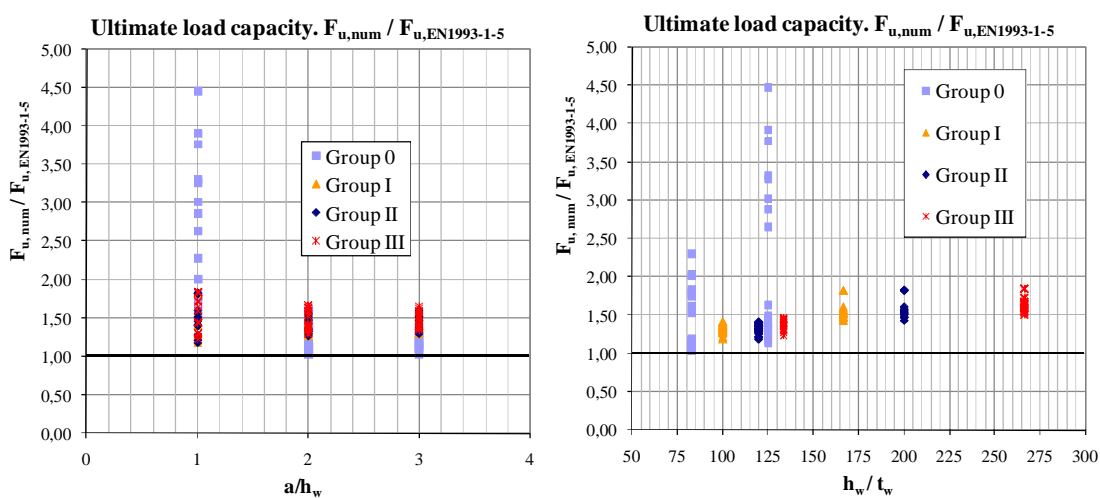 Ultimate load capacity. Fu,num / Fu,EN1993-1-5
5,00
4,50
4,00
3,50
3,00
2,50
2,00
1,50
1,00
0,50
0,00
Fu,num / Fu,EN1993-1-5
Group 0
Group I
Group II
Group III
0
1
2
3
4
a/hw
Ultimate load capacity. Fu,num / Fu,EN1993-1-5
5,00
4,50
4,00
3,50
3,00
2,50
2,00
1,50
1,00
0,50
0,00
Fu,num / Fu,EN1993-1-5
Group 0
Group I
Group II
Group III
50
75
100
125
150
175
200
225
250
275
300
hw / tw